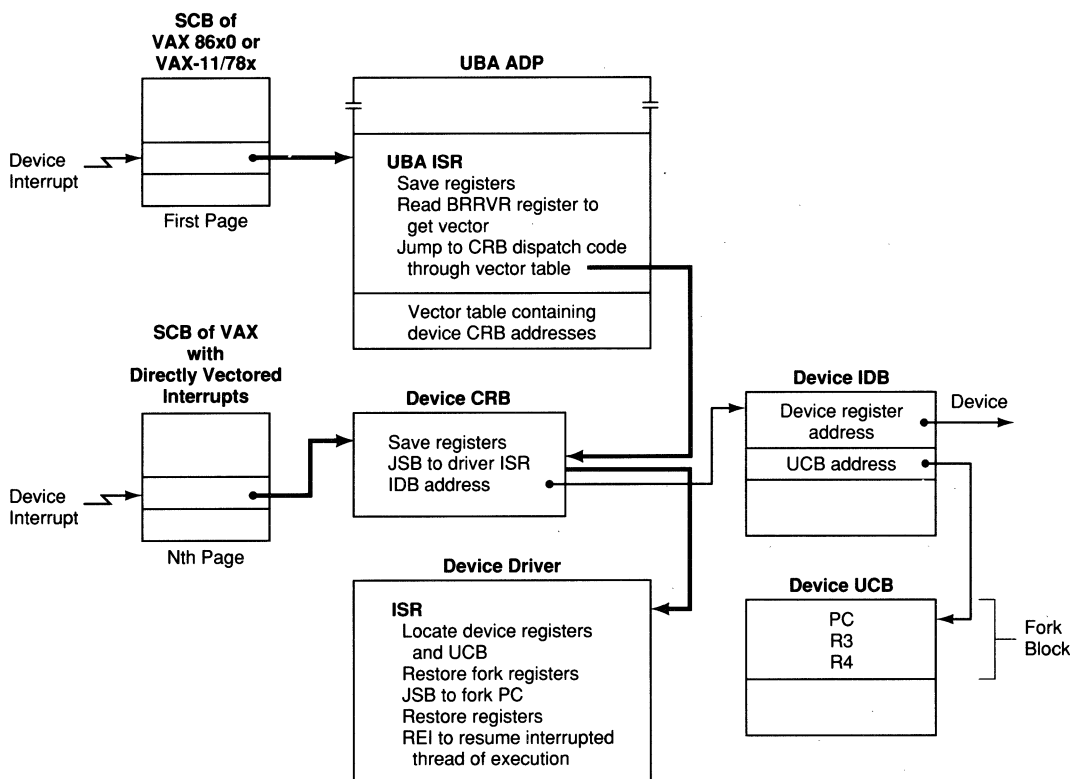 SCB of
VAX 86x0 or
VAX-11/78x
Device
Interrupt
First Page
UBA ADP
UBA ISR
Save registers
Read BRRVR register to
get vector
Jump to CRB dispatch code
through vector table
Vector table containing
device CRB addresses
SCB of VAX
with
Directly Vectored
Interrupts
Device
Interrupt
Nth Page
Device CRB
Save registers
JSB to driver ISR
IDB address
Device IDB
Device register
address
UCB address
Device
Device Driver
ISR
Locate device registers
and UCB
Restore fork registers
JSB to fork PC
Restore registers
REI to resume interrupted
thread of execution
Device UCB
PC
R3
R4
Fork
Block